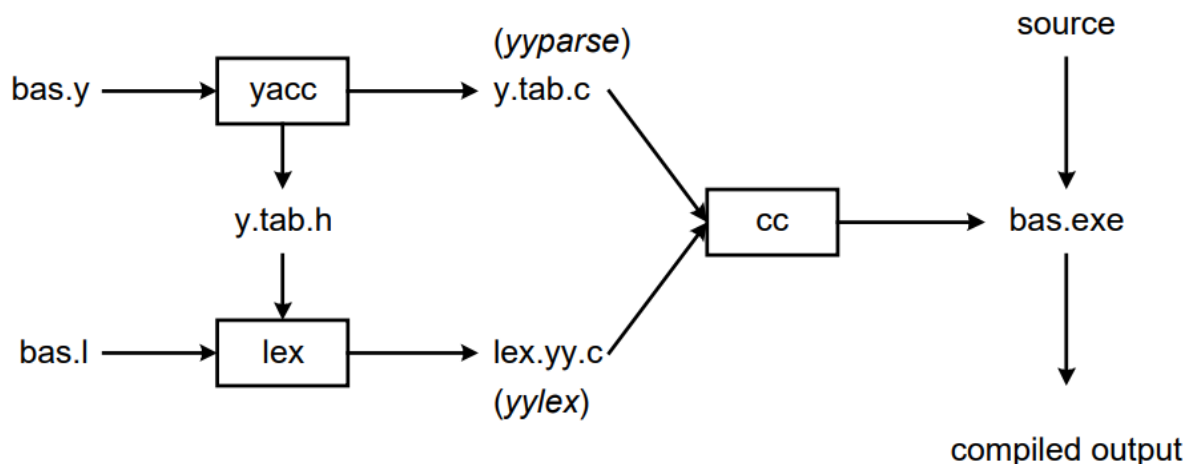 (yyparse)
source
bas.y
yacc
y.tab.c
y.tab.h
cc
bas.exe
bas.l
lex
lex.yy.c
(yylex)
compiled output